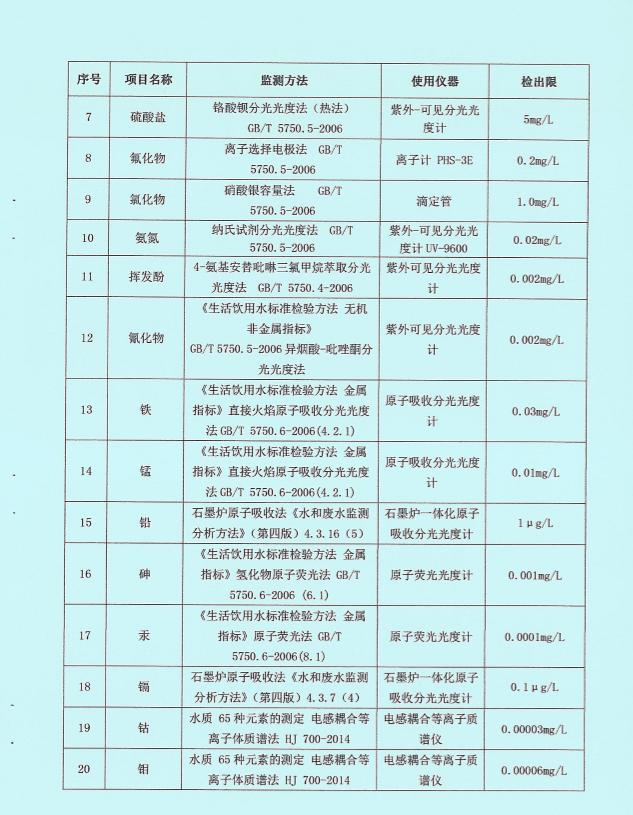 序号 项目名称 监测方法 使用仪器 检出限
7 硫酸盐 铬酸钡分光光度法（热法）
GB/T 5750.5-2006 紫外-可见分光光
度计 5mg/L
8 氟化物 离子选择电极法 GB/T
5750.5-2006 离子计 PHS-3E 0.2mg/L
9 氯化物 硝酸银容量法 GB/T
5750.5-2006 滴定管 1.0mg/L
10 氨氮 纳氏试剂分光光度法 GB/T
5750.5-2006 紫外-可见分光光
度计 UV-9600 0.02mg/L
11 挥发酚 4-氨基安替吡啉三氯甲烷萃取分光
光度法 GB/T 5750.4-2006 紫外可见分光光度
计 0.002mg/L
12 氰化物 《生活饮用水标准检验方法 无机
非金属指标》
GB/T 5750.5-2006 异烟酸-吡唑酮分
光光度法 紫外可见分光光度
计 0.002mg/L
13 铁 《生活饮用水标准检验方法 金属
指标》直接火焰原子吸收分光光度
法 GB/T 5750.6-2006(4.2.1) 原子吸收分光光度
计 0.03mg/L
14 锰 《生活饮用水标准检验方法 金属
指标》直接火焰原子吸收分光光度
法 GB/T 5750.6-2006(4.2.1) 原子吸收分光光度
计 0.01mg/L
15 铅 石墨炉原子吸收法《水和废水监测
分析方法》（第四版）4.3.16（5） 石墨炉一体化原子
吸收分光光度计 1μg/L
16 砷 《生活饮用水标准检验方法 金属
指标》氢化物原子荧光法 GB/T
5750.6-2006 (6.1) 原子荧光光度计 0.001mg/L
17 汞 《生活饮用水标准检验方法 金属
指标》原子荧光法 GB/T
5750.6-2006(8.1) 原子荧光光度计 0.0001mg/L
18 镉 石墨炉原子吸收法《水和废水监测
分析方法》（第四版）4.3.7（4） 石墨炉一体化原子
吸收分光光度计 0.1μg/L
19 钴 水质 65种元素的测定 电感耦合等
离子体质谱法 HJ 700-2014 电感耦合等离子质
谱仪 0.00003mg/L
20 钼 水质 65种元素的测定 电感耦合等
离子体质谱法 HJ 700-2014 电感耦合等离子质
谱仪 0.00006mg/L